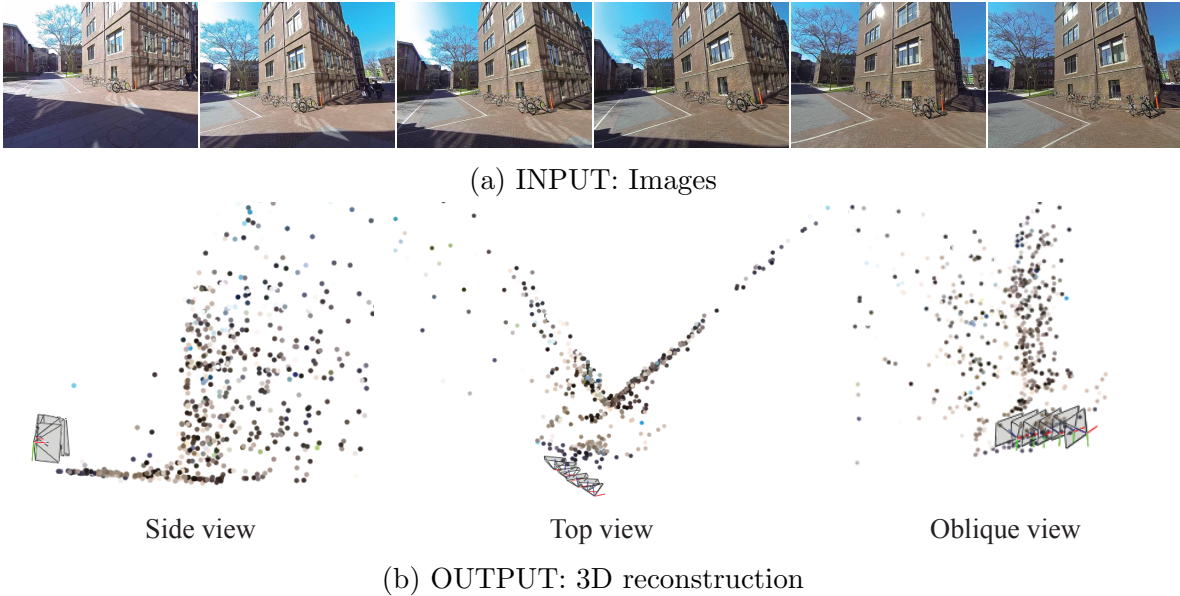 (a) INPUT: Images
Side view
Top view
Oblique view
(b) OUTPUT: 3D reconstruction